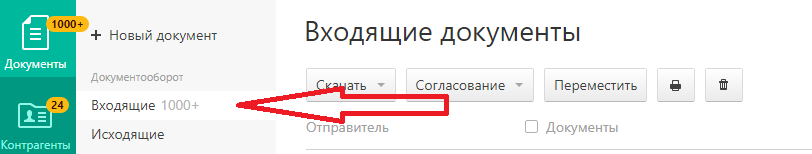 1000+
Документы
24
Контрагенты
+ Новый документ
Документооборот
Входящие 1000+
Исходящие
Входящие документы
Скачать Согласование Переместить
Отправитель Документы